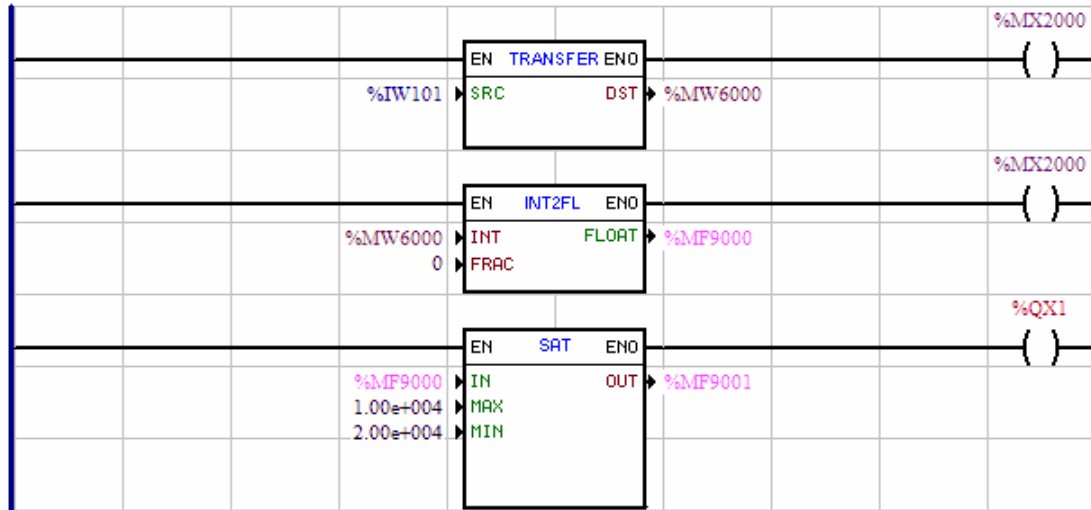 %MX2000
EN TRANSFER ENO
%IW101 SRC DST %MW6000
%MX2000
EN INT2FL ENO
%MW6000 INT FLOAT %MF9000
0 FRAC
%QX1
EN SAT ENO
%MF9000 IN OUT %MF9001
1.00e+004 MAX
2.00e+004 MIN